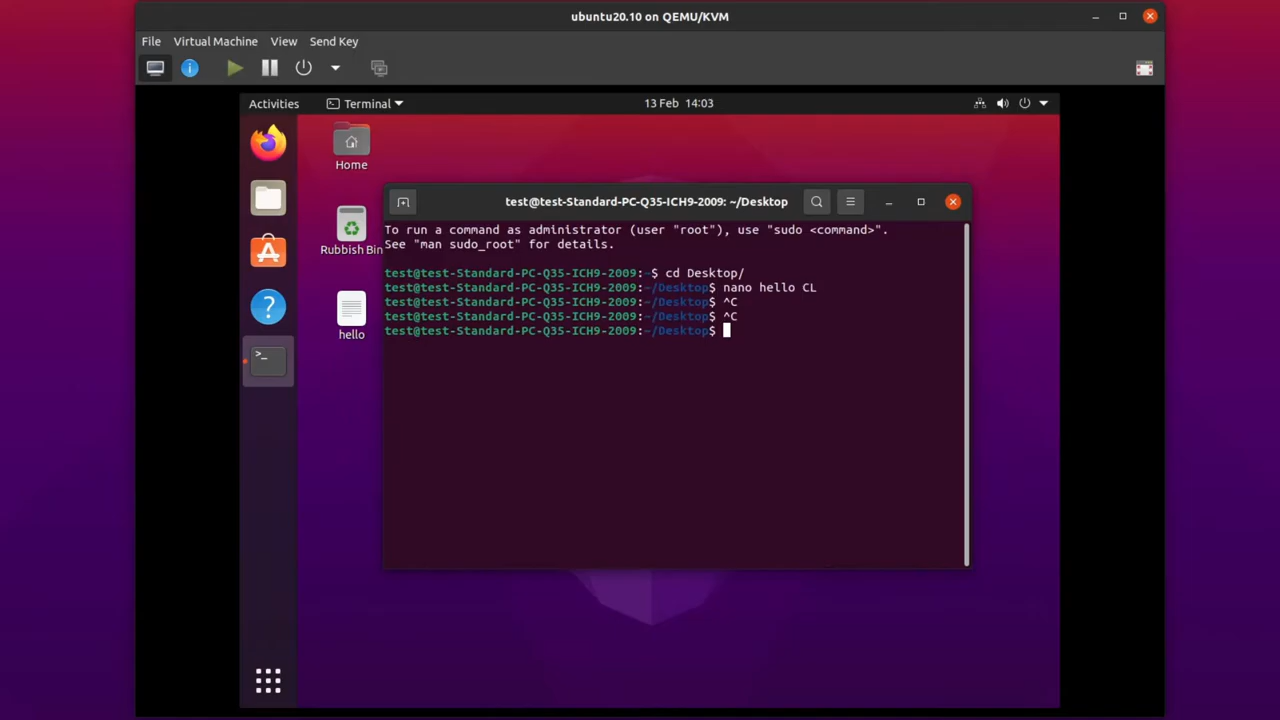 ubuntu20.10 on QEMU/KVM
File Virtual Machine View Send Key
Activities Terminal 13 Feb 14:03
Home
Rubbish Bin
hello
test@test-Standard-PC-Q35-ICH9-2009: ~/Desktop
To run a command as administrator (user "root"), use "sudo <command>".
See "man sudo_root" for details.
test@test-Standard-PC-Q35-ICH9-2009:~$ cd Desktop/
test@test-Standard-PC-Q35-ICH9-2009:~/Desktop$ nano hello CL
test@test-Standard-PC-Q35-ICH9-2009:~/Desktop$ ^C
test@test-Standard-PC-Q35-ICH9-2009:~/Desktop$ ^C
test@test-Standard-PC-Q35-ICH9-2009:~/Desktop$